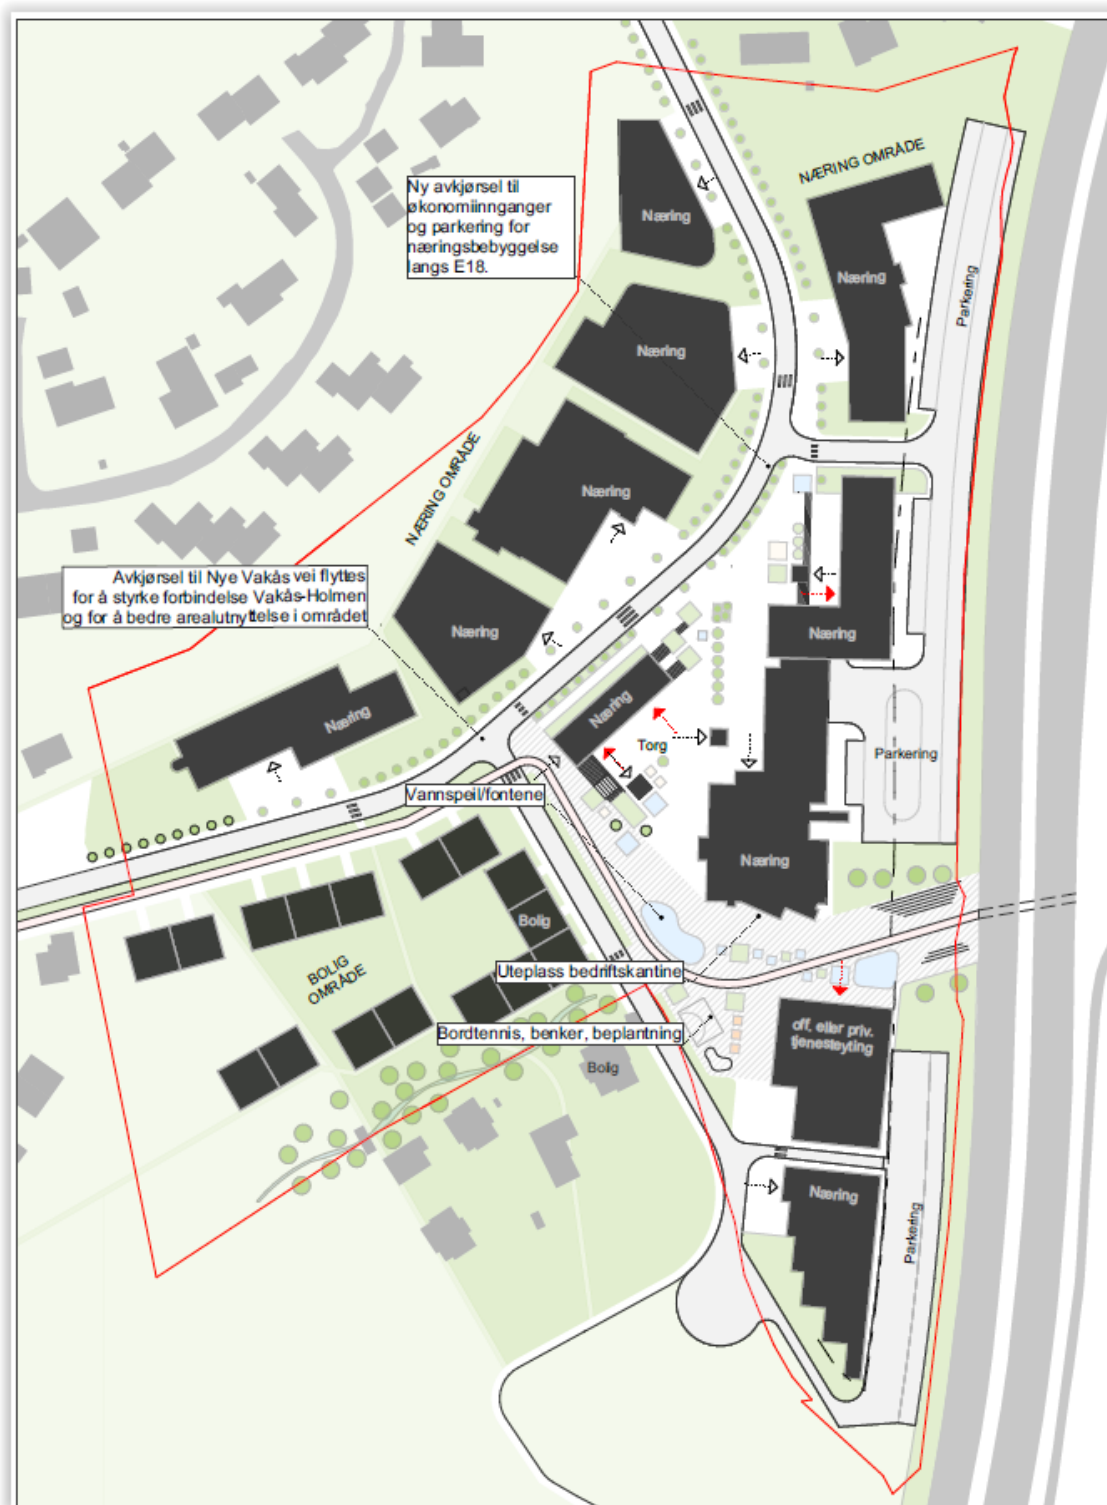 NÆRING OMRÅDE
Ny avkjørsel til
økonomiinnganger
og parkering for
næringsbebyggelse
langs E18.
Næring
Næring
Parkering
Næring
NÆRING OMRÅDE
Næring
Avkjørsel til Nye Vakås vei flyttes
for å styrke forbindelse Vakås-Holmen
og for å bedre arealutnyttelse i området
Næring
Næring
Næring
Næring
Torg
Parkering
Vannspeil/fontene
Næring
Bolig
BOLIG
OMRÅDE
Uteplass bedriftskantine
Bordtennis, benker, beplantning
off. eller priv.
tjenesteyting
Bolig
Næring
Parkering